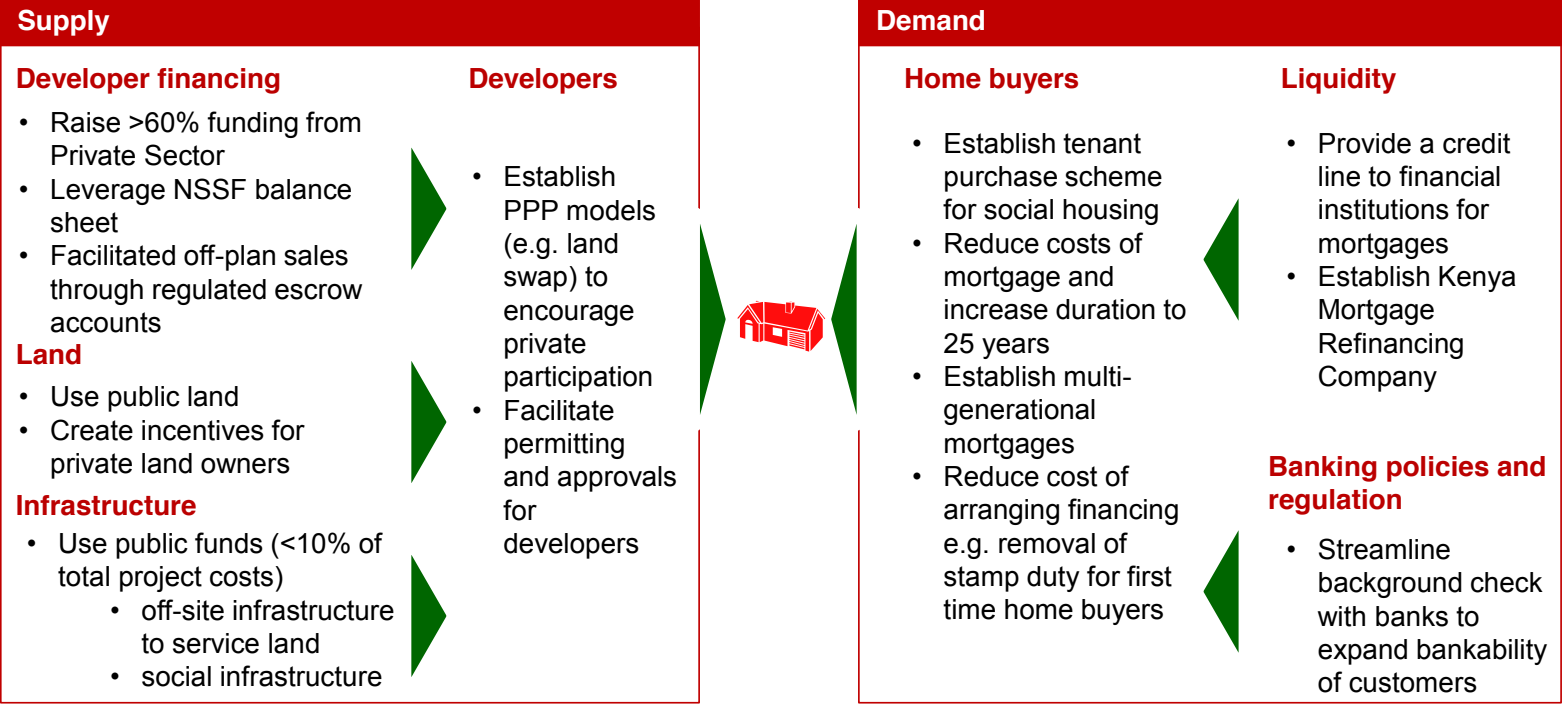 Supply
Developer financing
• Raise >60% funding from
Private Sector
• Leverage NSSF balance
sheet
• Facilitated off-plan sales
through regulated escrow
accounts
Land
• Use public land
• Create incentives for
private land owners
Infrastructure
• Use public funds (<10% of
total project costs)
• off-site infrastructure
to service land
• social infrastructure
Developers
• Establish
PPP models
(e.g. land
swap) to
encourage
private
participation
• Facilitate
permitting
and approvals
for
developers
Demand
Home buyers
• Establish tenant
purchase scheme
for social housing
• Reduce costs of
mortgage and
increase duration to
25 years
• Establish multi-
generational
mortgages
• Reduce cost of
arranging financing
e.g. removal of
stamp duty for first
time home buyers
Liquidity
• Provide a credit
line to financial
institutions for
mortgages
• Establish Kenya
Mortgage
Refinancing
Company
Banking policies and
regulation
• Streamline
background check
with banks to
expand bankability
of customers